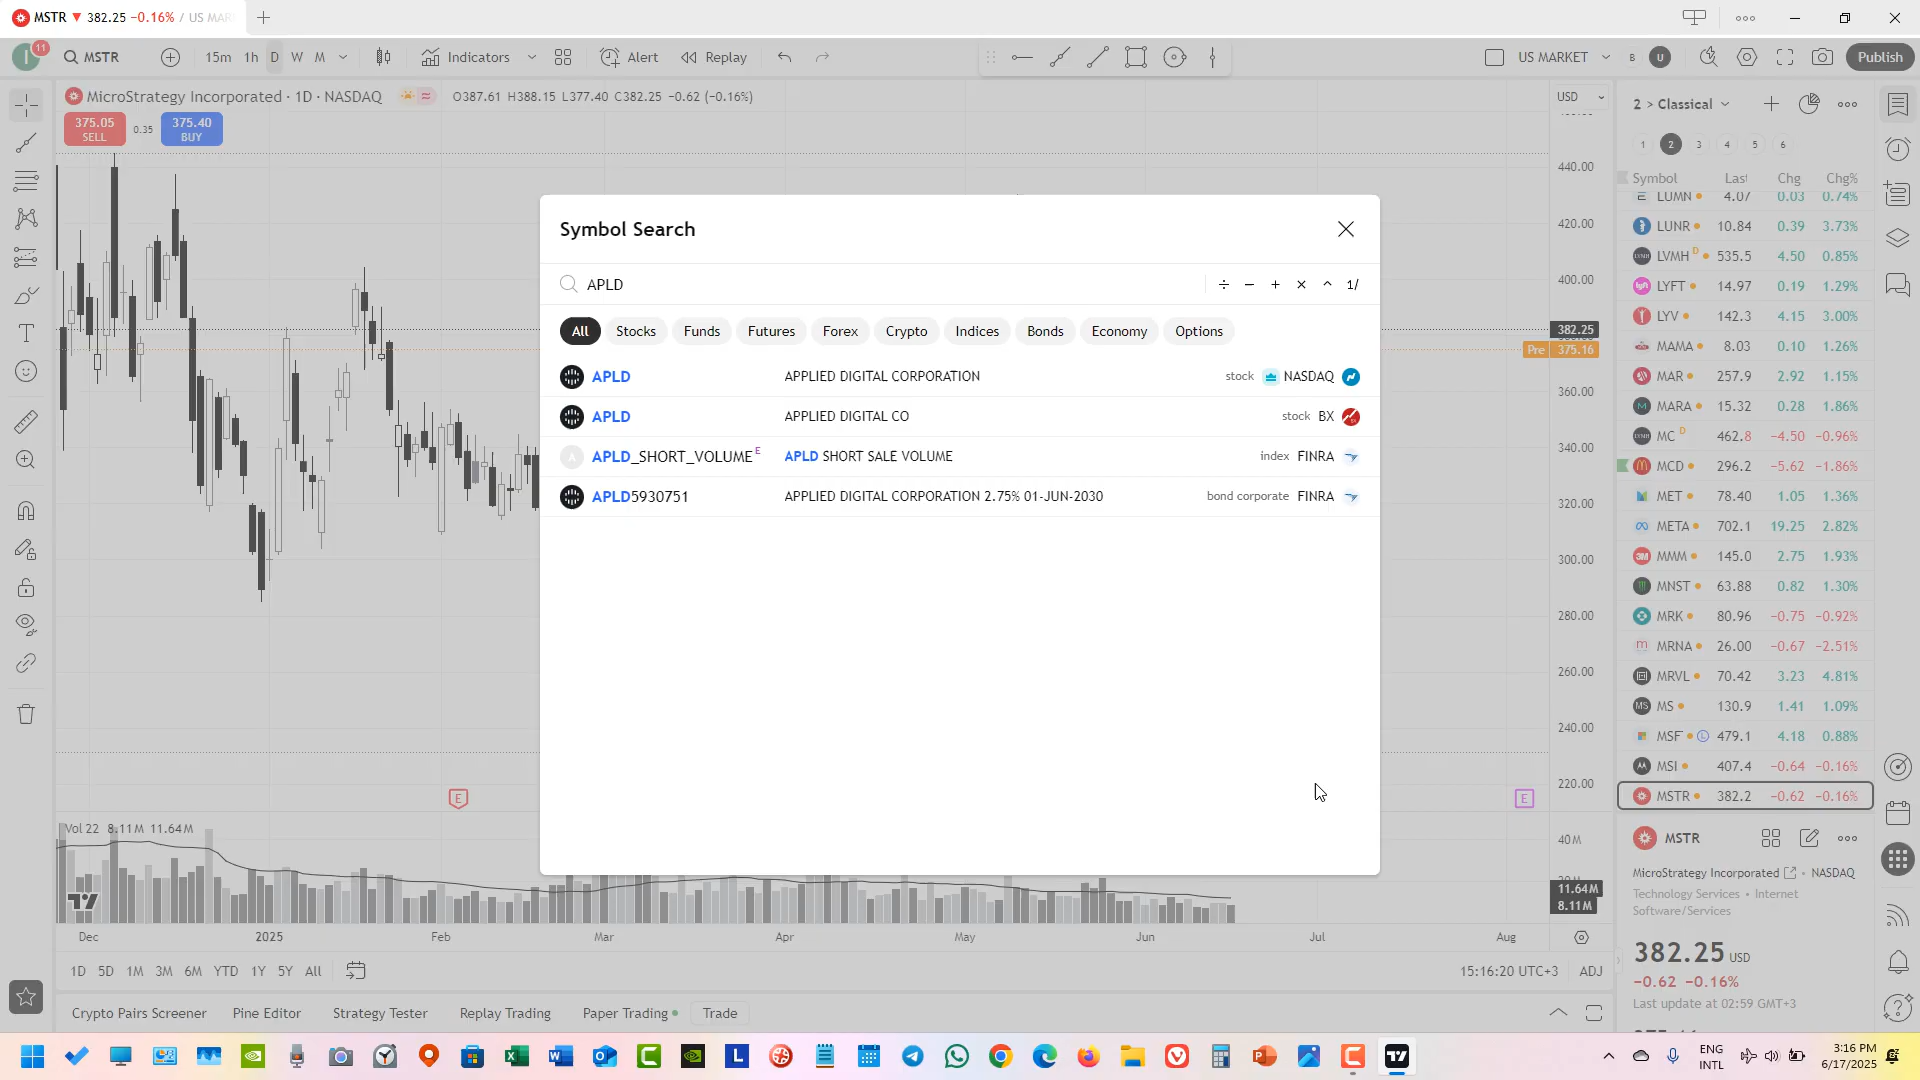 MSTR ▼ 382.25 −0.16% / US MAR
11
MSTR 15m 1h D W M Indicators Alert Replay US MARKET B U Publish
MicroStrategy Incorporated · 1D · NASDAQ O387.61 H388.15 L377.40 C382.25 −0.62 (−0.16%)
375.05 SELL 0.35 375.40 BUY
USD
440.00
420.00
400.00
382.25
Pre 375.16
360.00
340.00
320.00
300.00
280.00
260.00
240.00
220.00
40M
11.64M
8.11M
Symbol Search
APLD ÷ − + × ^ 1/
All Stocks Funds Futures Forex Crypto Indices Bonds Economy Options
APLD APPLIED DIGITAL CORPORATION stock NASDAQ
APLD APPLIED DIGITAL CO stock BX
APLD_SHORT_VOLUME E APLD SHORT SALE VOLUME index FINRA
APLD5930751 APPLIED DIGITAL CORPORATION 2.75% 01-JUN-2030 bond corporate FINRA
E E
Vol 22 8.11M 11.64M
Dec 2025 Feb Mar Apr May Jun Jul Aug
1D 5D 1M 3M 6M YTD 1Y 5Y All 15:16:20 UTC+3 ADJ
Crypto Pairs Screener Pine Editor Strategy Tester Replay Trading Paper Trading Trade
2 > Classical
1 2 3 4 5 6
Symbol Last Chg Chg%
LUMN 4.07 0.03 0.74%
LUNR 10.84 0.39 3.73%
LVMH D 535.5 4.50 0.85%
LYFT 14.97 0.19 1.29%
LYV 142.3 4.15 3.00%
MAMA 8.03 0.10 1.26%
MAR 257.9 2.92 1.15%
MARA 15.32 0.28 1.86%
MC D 462.8 −4.50 −0.96%
MCD 296.2 −5.62 −1.86%
MET 78.40 1.05 1.36%
META 702.1 19.25 2.82%
MMM 145.0 2.75 1.93%
MNST 63.88 0.82 1.30%
MRK 80.96 −0.75 −0.92%
MRNA 26.00 −0.67 −2.51%
MRVL 70.42 3.23 4.81%
MS 130.9 1.41 1.09%
MSF L 479.1 4.18 0.88%
MSI 407.4 −0.64 −0.16%
MSTR 382.2 −0.62 −0.16%
MSTR
MicroStrategy Incorporated • NASDAQ
Technology Services • Internet
Software/Services
382.25 USD
−0.62 −0.16%
Last update at 02:59 GMT+3
ENG
INTL
3:16 PM
6/17/2025